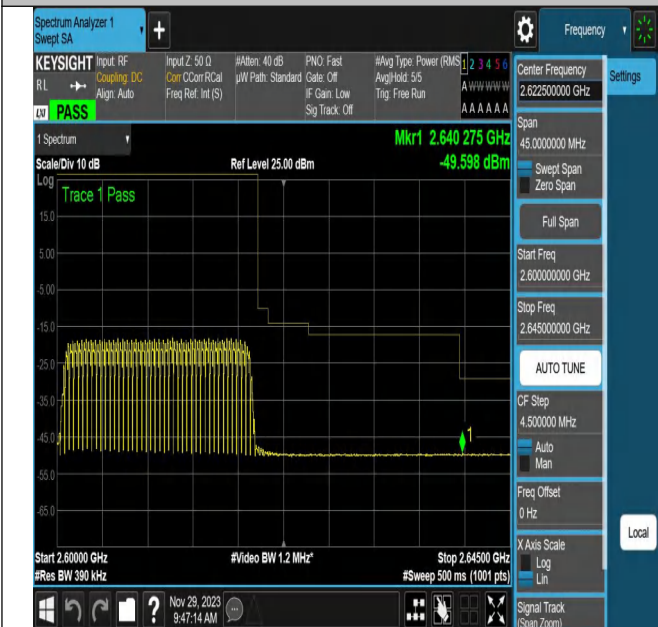 Spectrum Analyzer 1
Swept SA
+
Frequency
KEYSIGHT
RL
LXI
PASS
Input: RF
Coupling: DC
Align: Auto
Input Z: 50 Ω
Corr CCorr RCal
Freq Ref: Int (S)
#Atten: 40 dB
µW Path: Standard
PNO: Fast
Gate: Off
IF Gain: Low
Sig Track: Off
#Avg Type: Power (RMS
Avg|Hold: 5/5
Trig: Free Run
1 2 3 4 5 6
A W W W W W
A A A A A A
Settings
Center Frequency
2.622500000 GHz
Span
45.0000000 MHz
Swept Span
Zero Span
Full Span
Start Freq
2.600000000 GHz
Stop Freq
2.645000000 GHz
AUTO TUNE
CF Step
4.500000 MHz
Auto
Man
Freq Offset
0 Hz
X Axis Scale
Log
Lin
Signal Track
(Span Zoom)
Local
1 Spectrum
Mkr1 2.640 275 GHz
-49.598 dBm
Scale/Div 10 dB
Ref Level 25.00 dBm
Log
Trace 1 Pass
15.0
5.00
-5.00
-15.0
-25.0
-35.0
-45.0
-55.0
-65.0
1
Start 2.60000 GHz
#Video BW 1.2 MHz*
Stop 2.64500 GHz
#Res BW 390 kHz
#Sweep 500 ms (1001 pts)
?
Nov 29, 2023
9:47:14 AM